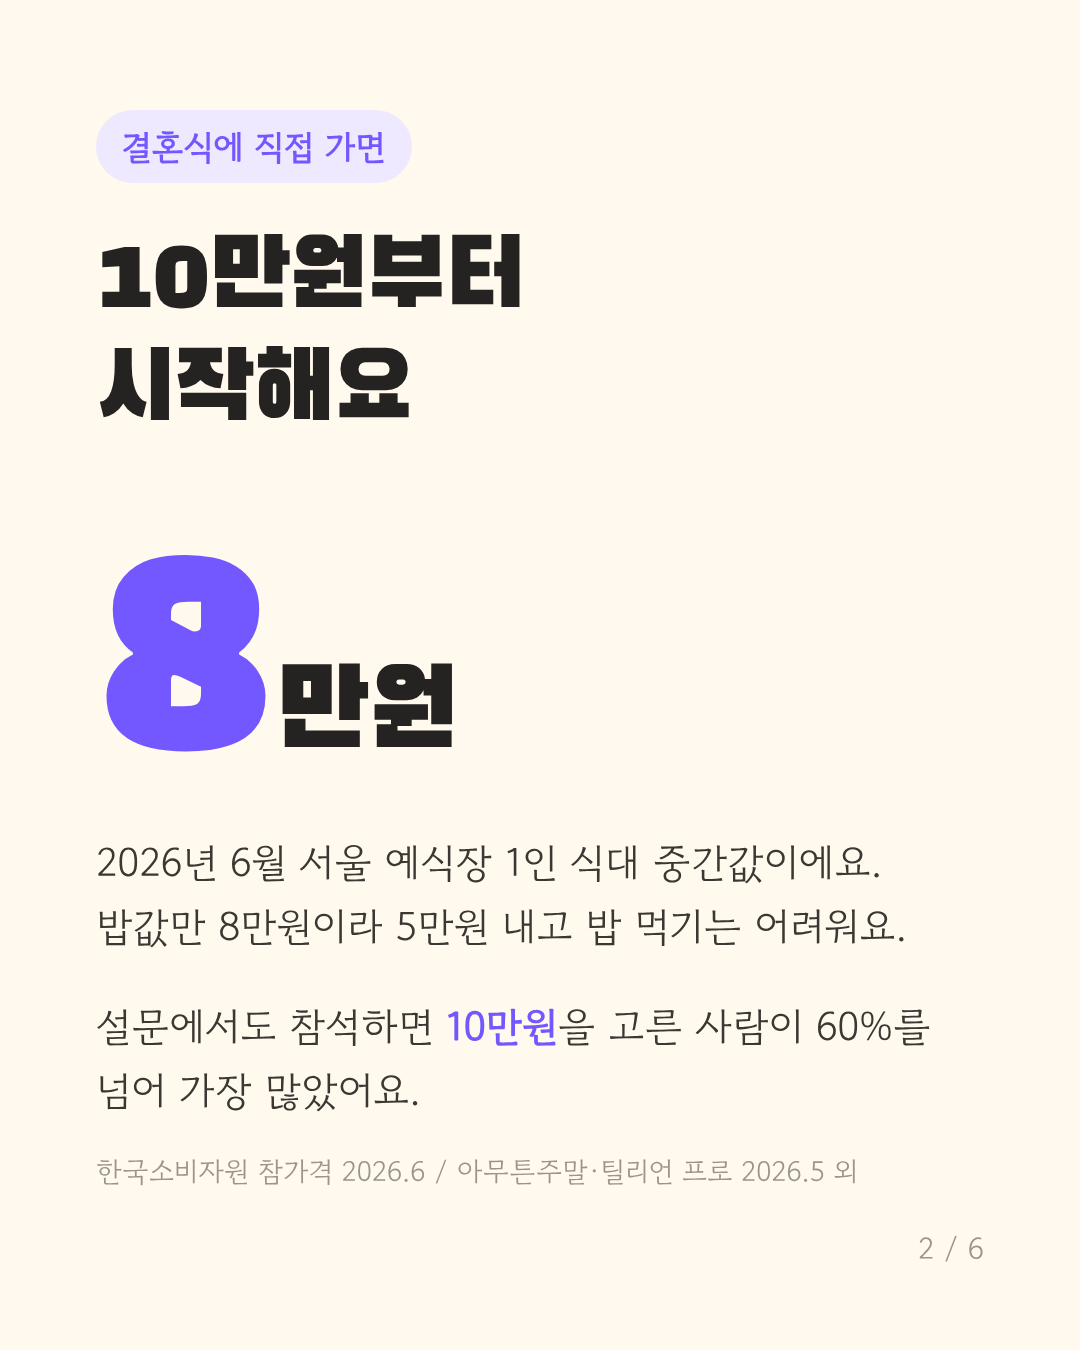 결혼식에 직접 가면
10만원부터
시작해요
8만원
2026년 6월 서울 예식장 1인 식대 중간값이에요.
밥값만 8만원이라 5만원 내고 밥 먹기는 어려워요.
설문에서도 참석하면 10만원을 고른 사람이 60%를
넘어 가장 많았어요.
한국소비자원 참가격 2026.6 / 아무튼주말·틸리언 프로 2026.5 외
2 / 6